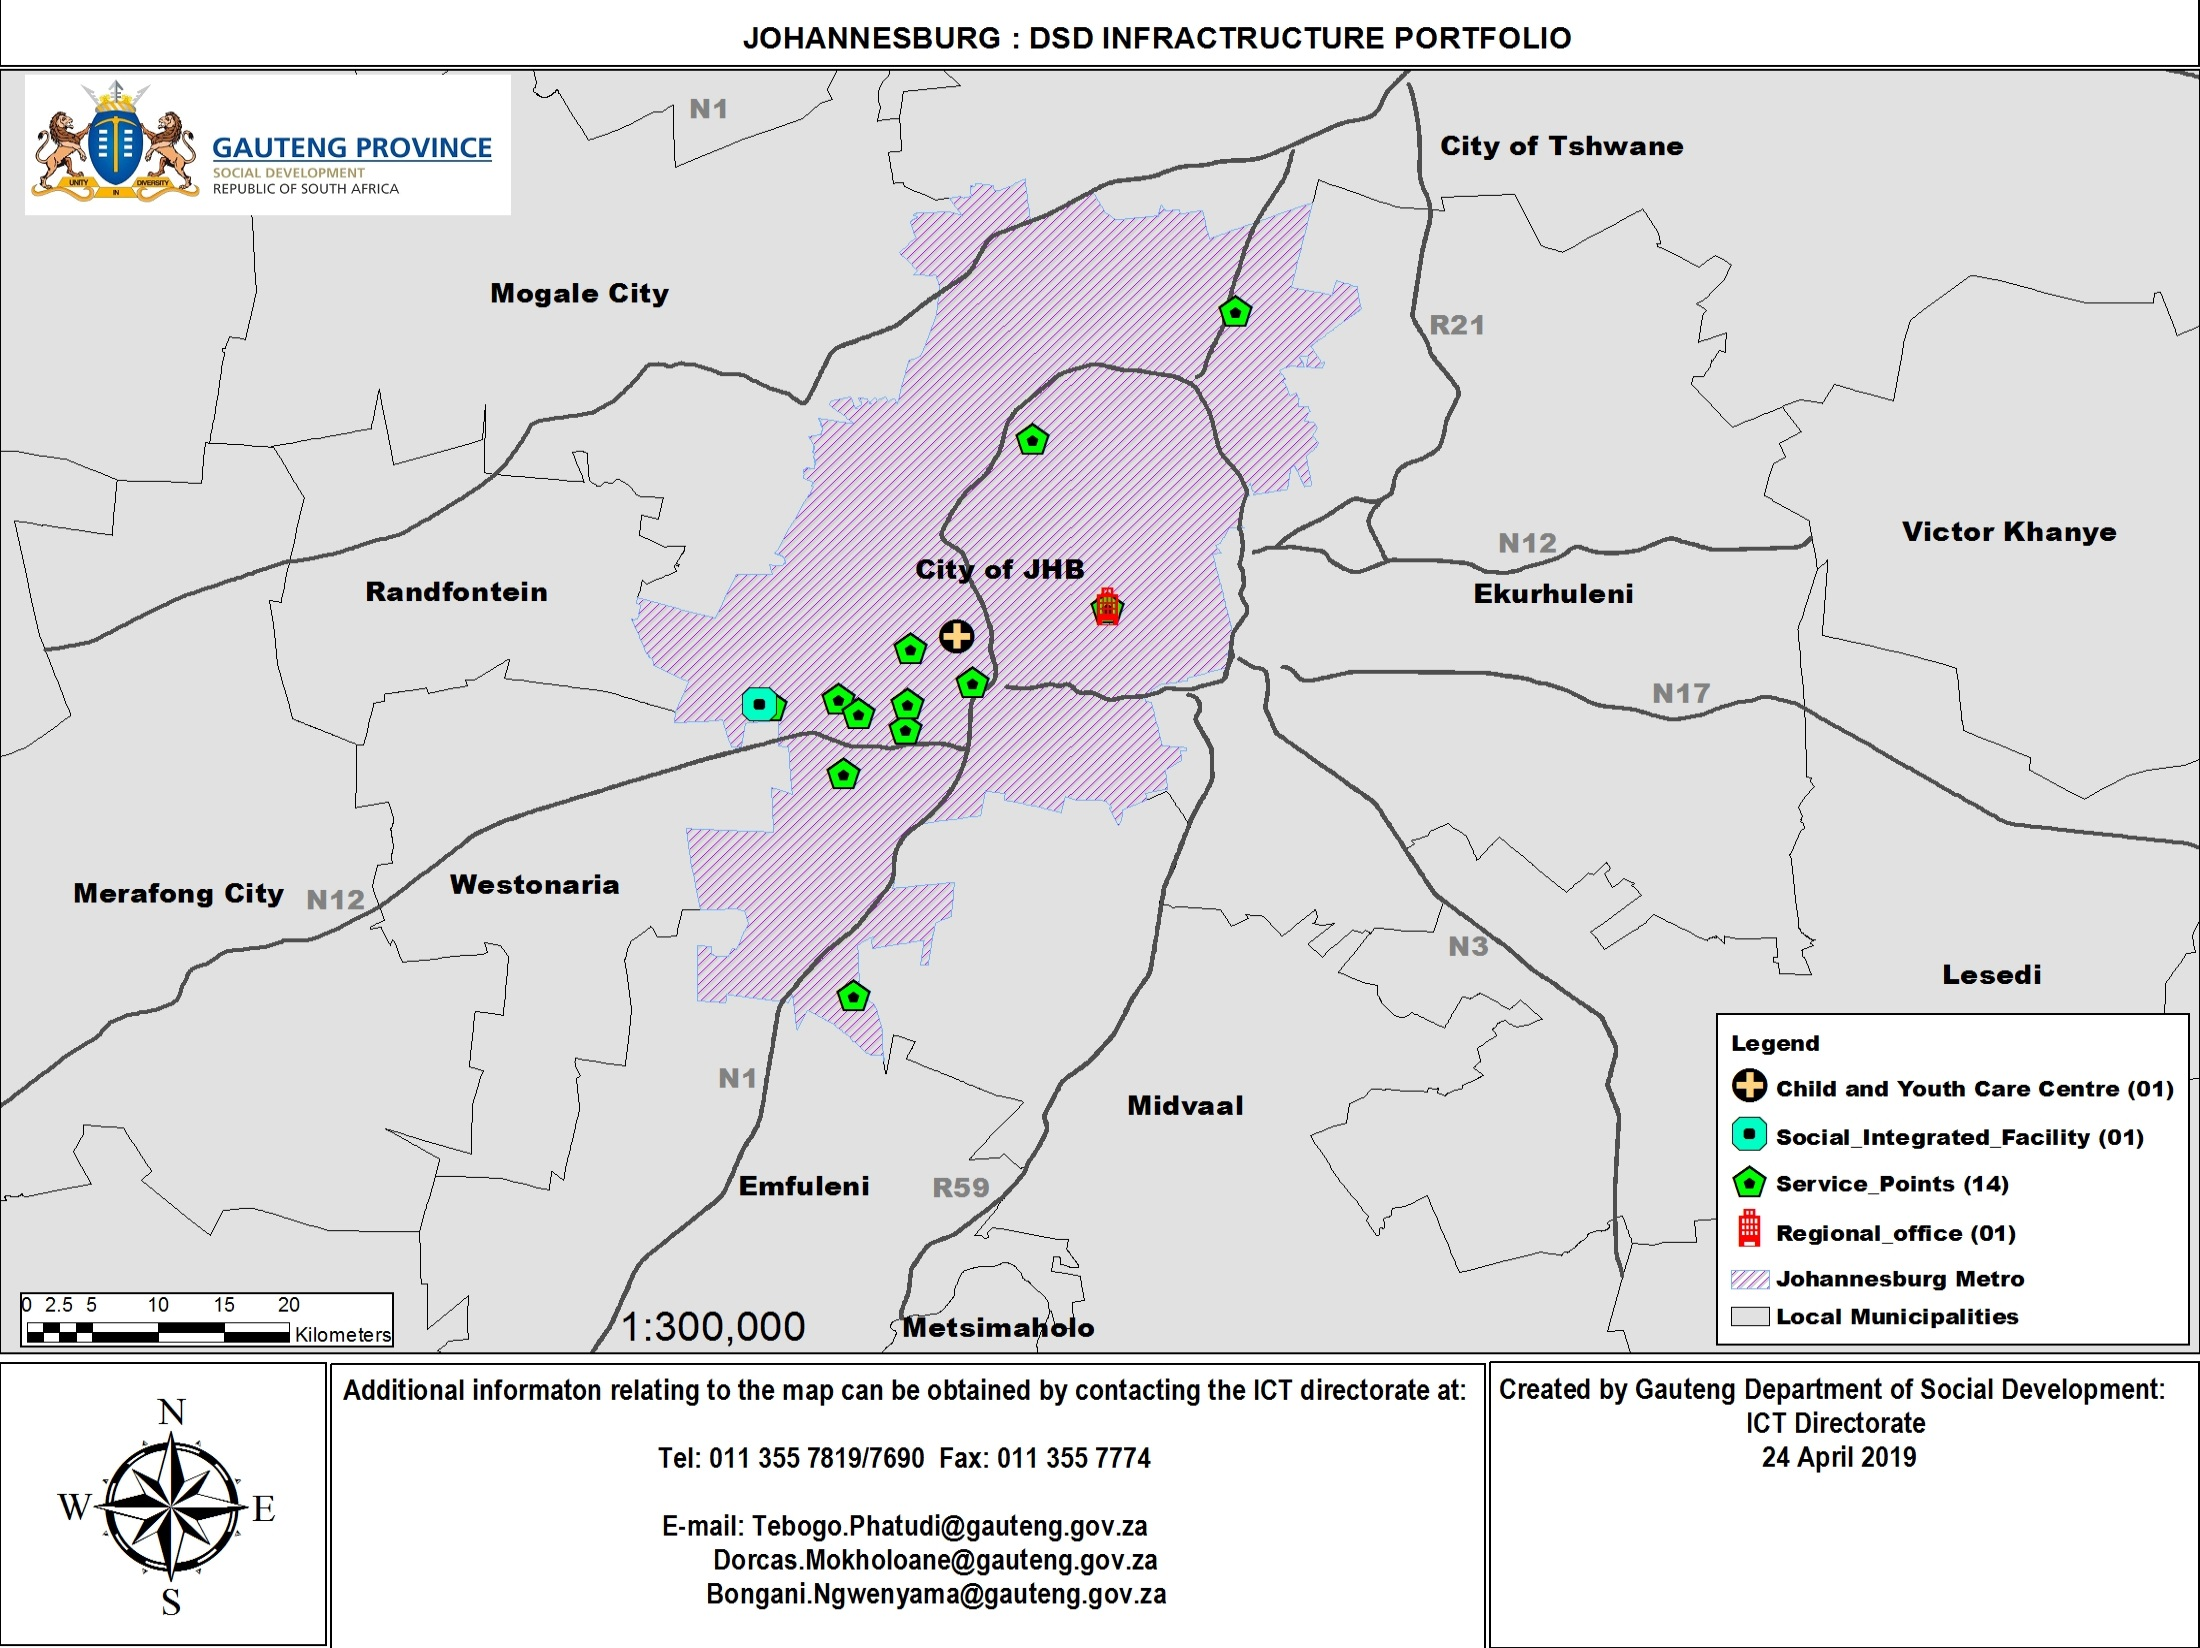 JOHANNESBURG : DSD INFRACTRUCTURE PORTFOLIO
GAUTENG PROVINCE
SOCIAL DEVELOPMENT
REPUBLIC OF SOUTH AFRICA
UNITY IN DIVERSITY
N1
City of Tshwane
Mogale City
R21
N12
Victor Khanye
City of JHB
Randfontein
Ekurhuleni
N17
Westonaria
Merafong City
N12
N3
Lesedi
N1
Midvaal
Emfuleni
R59
Metsimaholo
Legend
Child and Youth Care Centre (01)
Social_Integrated_Facility (01)
Service_Points (14)
Regional_office (01)
Johannesburg Metro
Local Municipalities
0 2.5 5 10 15 20
Kilometers
1:300,000
N
W E
S
Additional informaton relating to the map can be obtained by contacting the ICT directorate at:
Tel: 011 355 7819/7690 Fax: 011 355 7774
E-mail: Tebogo.Phatudi@gauteng.gov.za
Dorcas.Mokholoane@gauteng.gov.za
Bongani.Ngwenyama@gauteng.gov.za
Created by Gauteng Department of Social Development:
ICT Directorate
24 April 2019